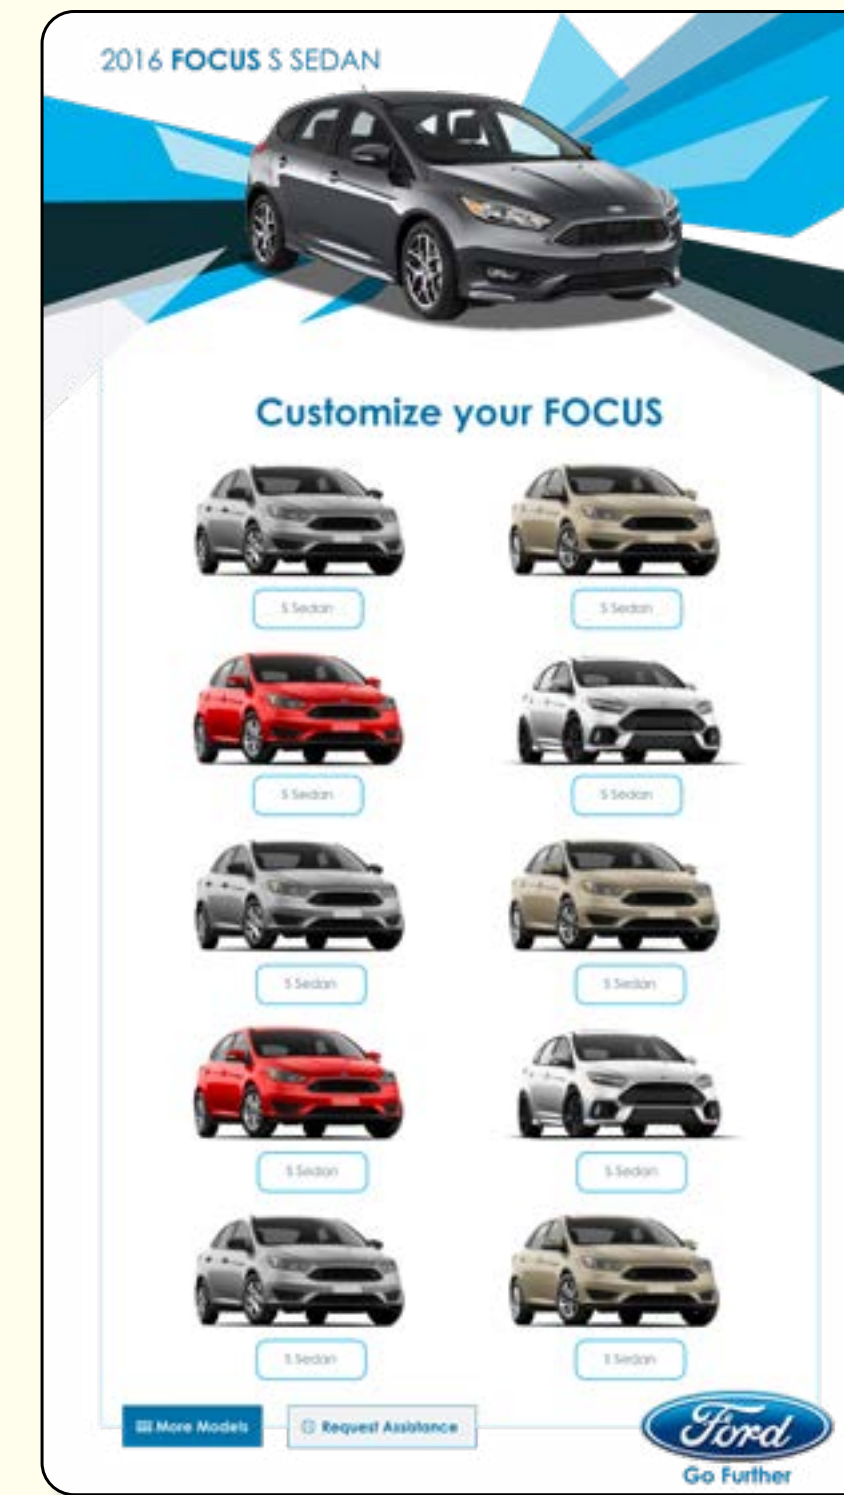 2016 FOCUS S SEDAN
Customize your FOCUS
S Sedan
S Sedan
S Sedan
S Sedan
S Sedan
S Sedan
S Sedan
S Sedan
S Sedan
S Sedan
More Models
Request Assistance
Ford
Go Further